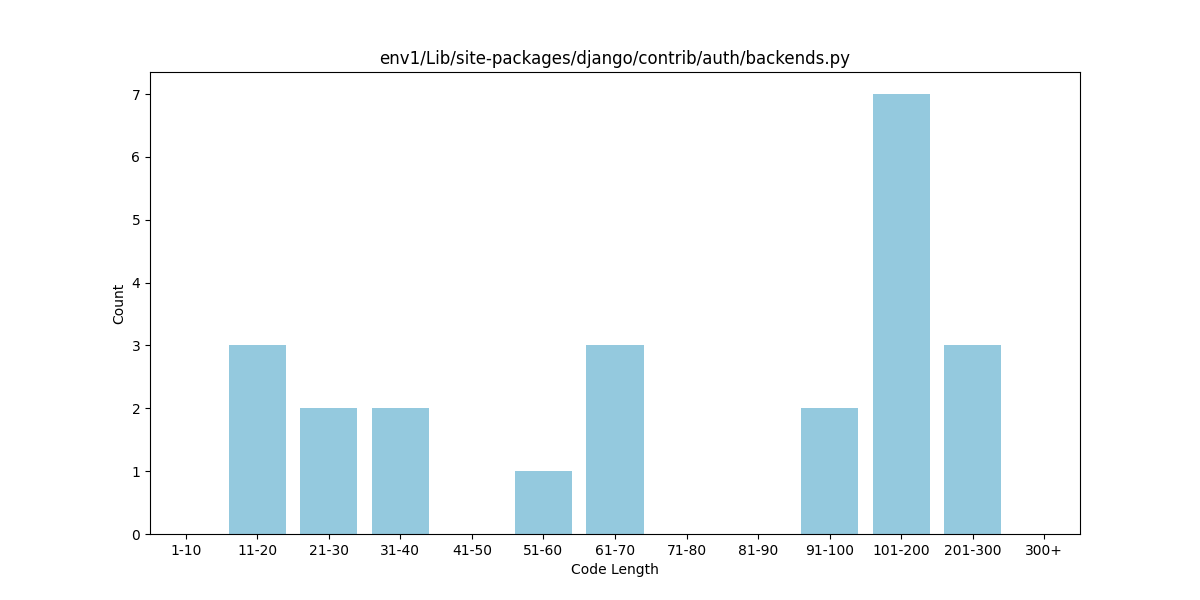 env1/Lib/site-packages/django/contrib/auth/backends.py
7
6
5
4
3
2
1
0
Count
1-10 11-20 21-30 31-40 41-50 51-60 61-70 71-80 81-90 91-100 101-200 201-300 300+
Code Length